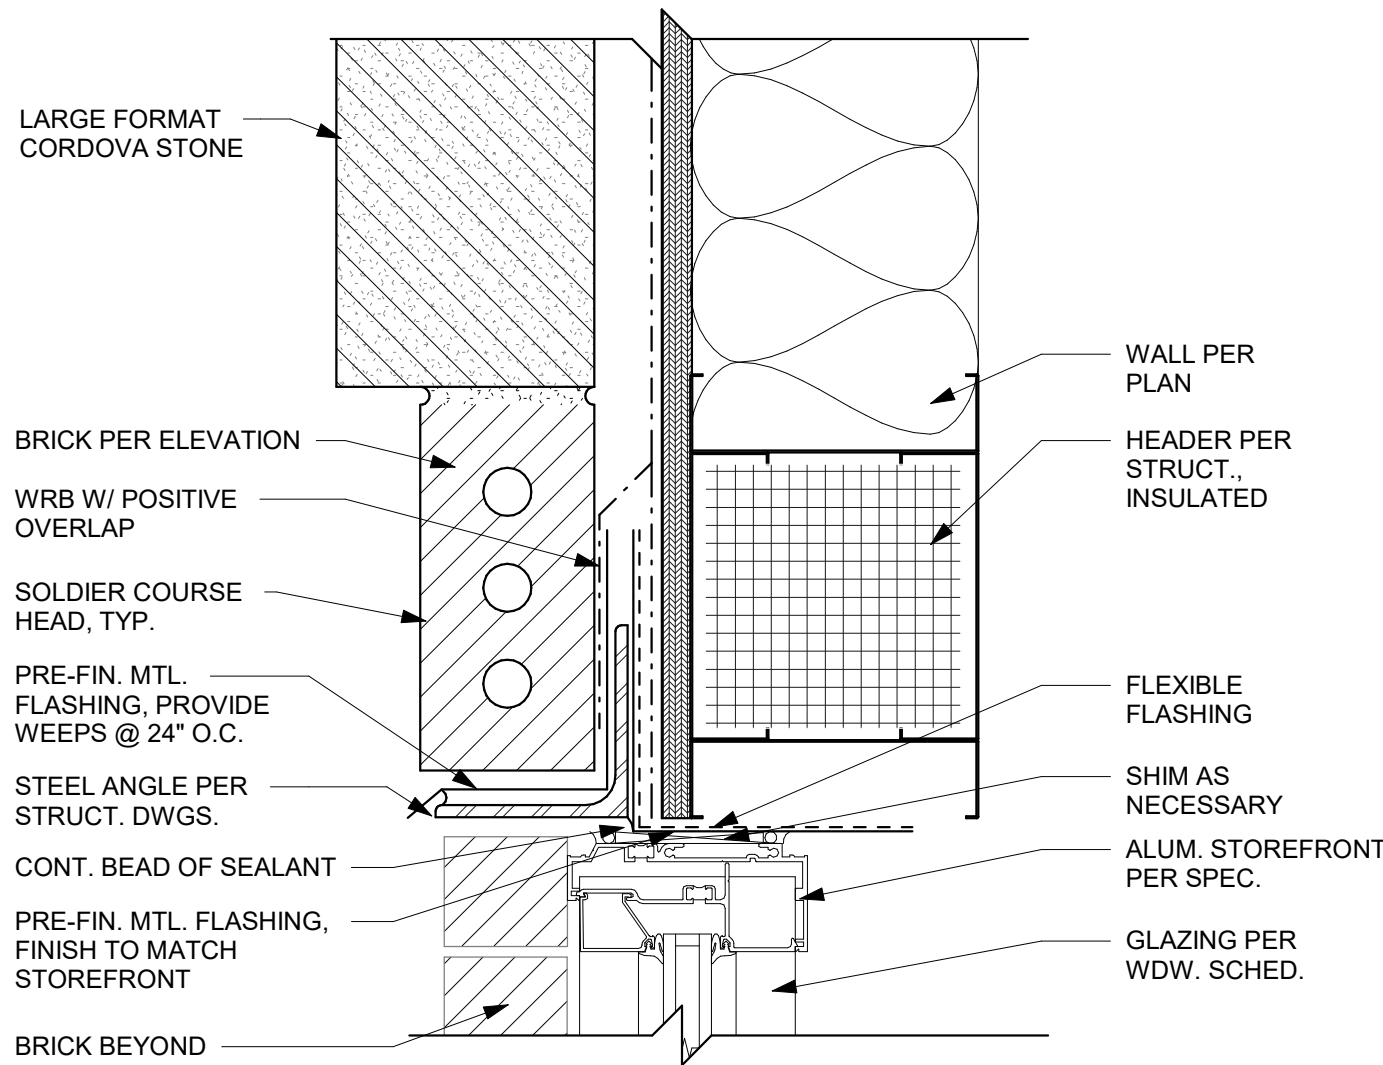 LARGE FORMAT
CORDOVA STONE
BRICK PER ELEVATION
WRB W/ POSITIVE
OVERLAP
SOLDIER COURSE
HEAD, TYP.
PRE-FIN. MTL.
FLASHING, PROVIDE
WEEPS @ 24" O.C.
STEEL ANGLE PER
STRUCT. DWGS.
CONT. BEAD OF SEALANT
PRE-FIN. MTL. FLASHING,
FINISH TO MATCH
STOREFRONT
BRICK BEYOND
WALL PER
PLAN
HEADER PER
STRUCT.,
INSULATED
FLEXIBLE
FLASHING
SHIM AS
NECESSARY
ALUM. STOREFRONT
PER SPEC.
GLAZING PER
WDW. SCHED.